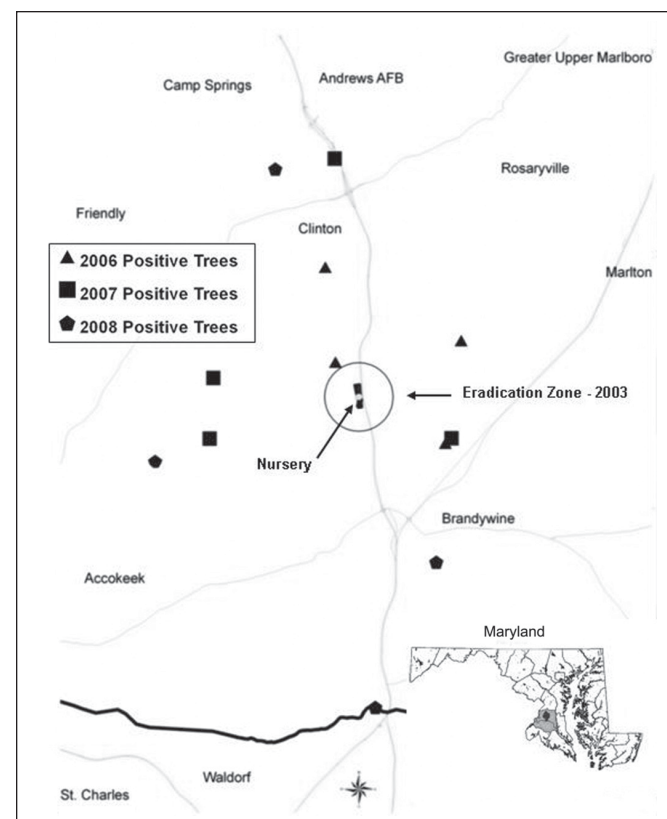 Greater Upper Marlboro
Andrews AFB
Camp Springs
Rosaryville
Friendly
Clinton
2006 Positive Trees
2007 Positive Trees
2008 Positive Trees
Marlton
Eradication Zone - 2003
Nursery
Brandywine
Accokeek
Maryland
Waldorf
St. Charles